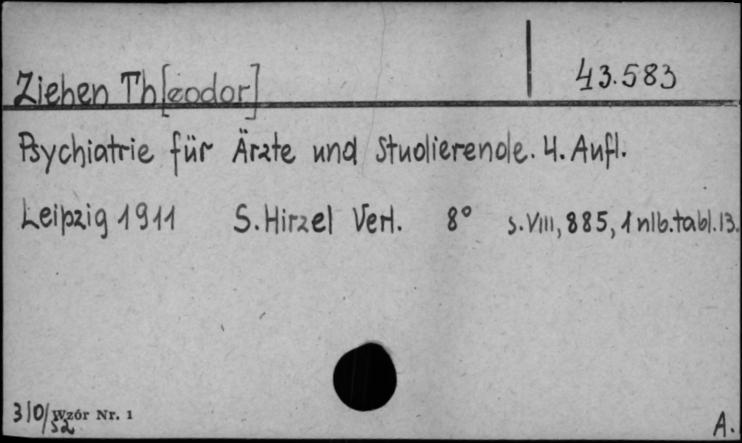 43.583
Ziehen Th[eodor]
Psychiatrie für Ärzte und Studierende. 4. Aufl.
Leipzig 1911 S. Hirzel Verl. 8° s. VIII, 885, 1 nlb. tabl. 13.
310/52 Wzór Nr. 1
A.